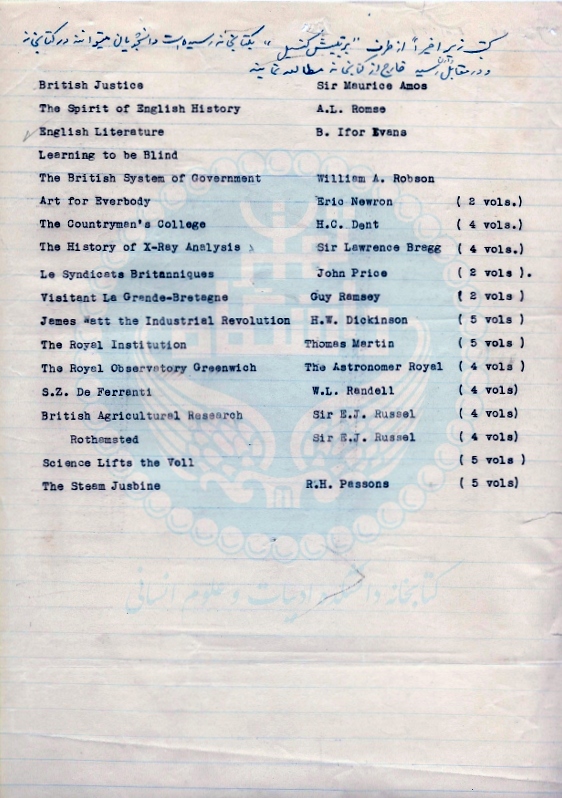 کتب زیر اخیراً از طرف "بریتیش کنسیل" بکتابخانه رسیده است دانشجویان میتوانند در کتابخانه
و در مقابل رسید خارج از کتابخانه مطالعه نمایند
British Justice Sir Maurice Amos
The Spirit of English History A.L. Romse
English Literature B. Ifor Evans
Learning to be Blind
The British System of Government William A. Robson
Art for Everbody Eric Newron ( 2 vols.)
The Countryman's College H.C. Dent ( 4 vols.)
The History of X-Ray Analysis Sir Lawrence Bragg ( 4 vols.)
Le Syndicats Britanniques John Price ( 2 vols ).
Visitant La Grande-Bretagne Guy Ramsey ( 2 vols )
James Watt the Industrial Revolution H.W. Dickinson ( 5 vols )
The Royal Institution Thomas Martin ( 5 vols )
The Royal Observatory Greenwich The Astronomer Royal ( 4 vols )
S.Z. De Ferranti W.L. Randell ( 4 vols)
British Agricultural Research Sir E.J. Russel ( 4 vols)
Rothamsted Sir E.J. Russel ( 4 vols)
Science Lifts the Vell ( 5 vols )
The Steam Jusbine R.H. Passons ( 5 vols)
کتابخانه دانشکده ادبیات و علوم انسانی